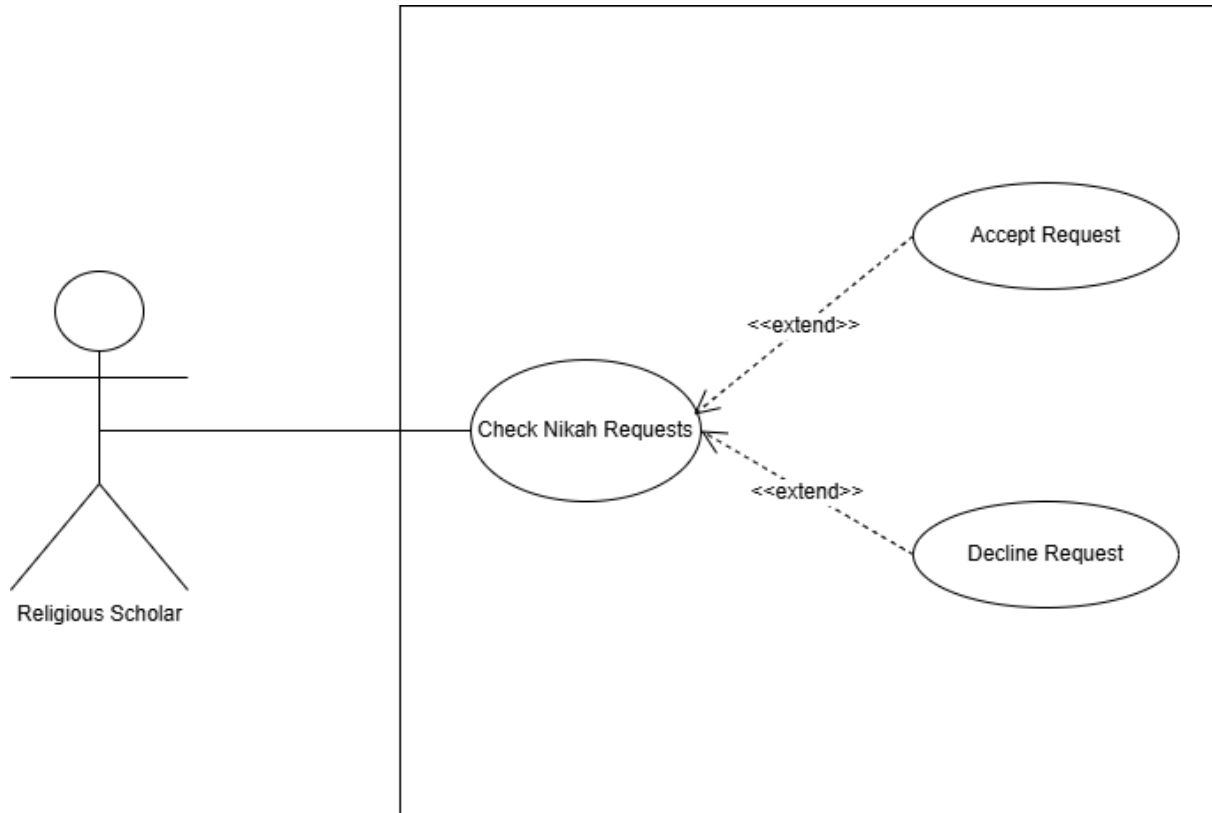 Accept Request
<<extend>>
Check Nikah Requests
<<extend>>
Decline Request
Religious Scholar